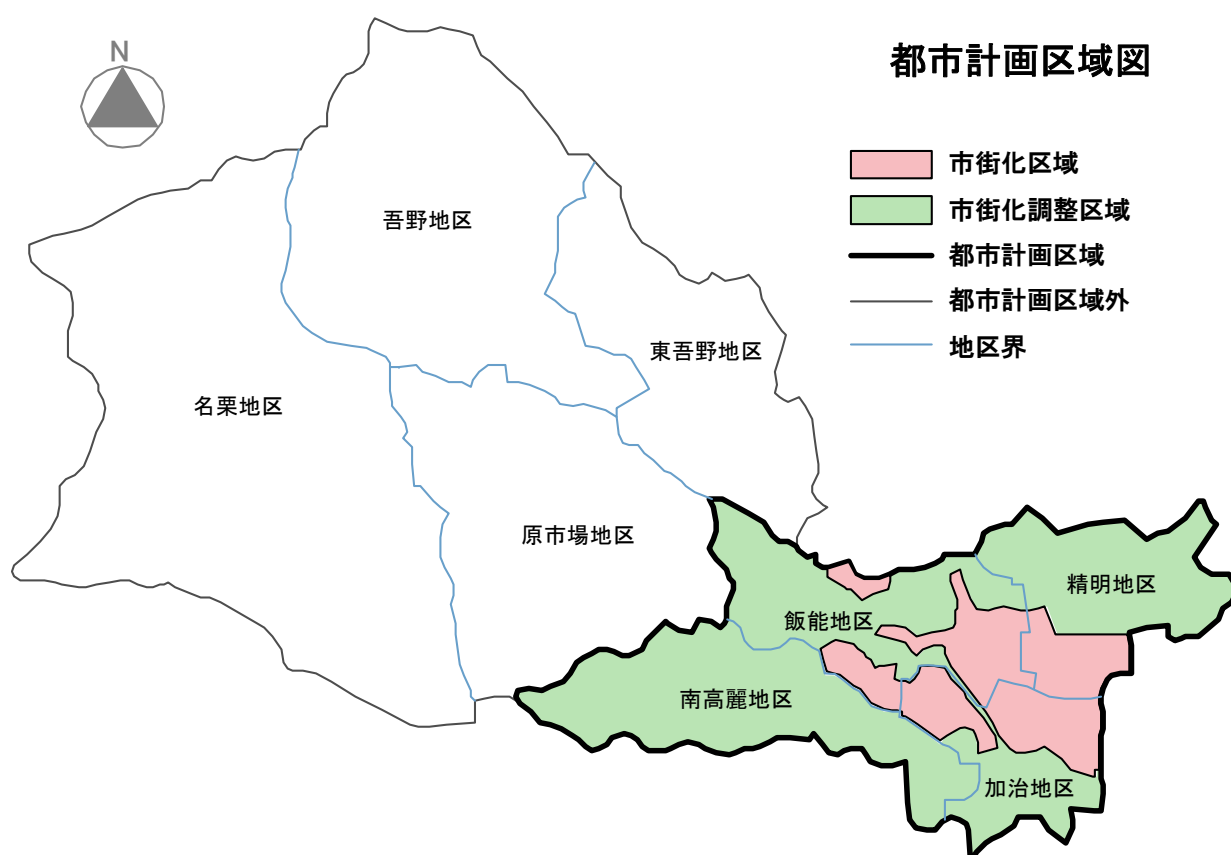 N
都市計画区域図
市街化区域
市街化調整区域
都市計画区域
都市計画区域外
地区界
吾野地区
東吾野地区
名栗地区
原市場地区
精明地区
飯能地区
南高麗地区
加治地区